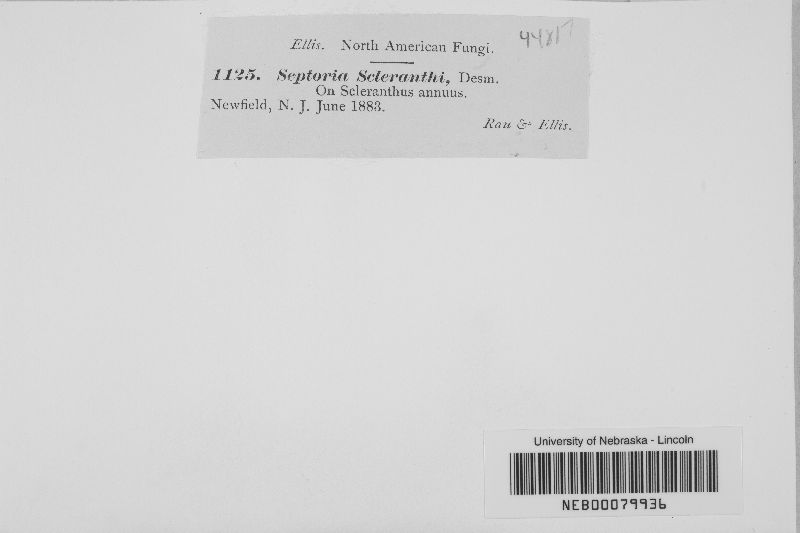 Ellis. North American Fungi.
44817
1125. Septoria Scleranthi, Desm.
On Scleranthus annuus.
Newfield, N. J. June 1883.
Rau & Ellis.
University of Nebraska - Lincoln
NEB00079936